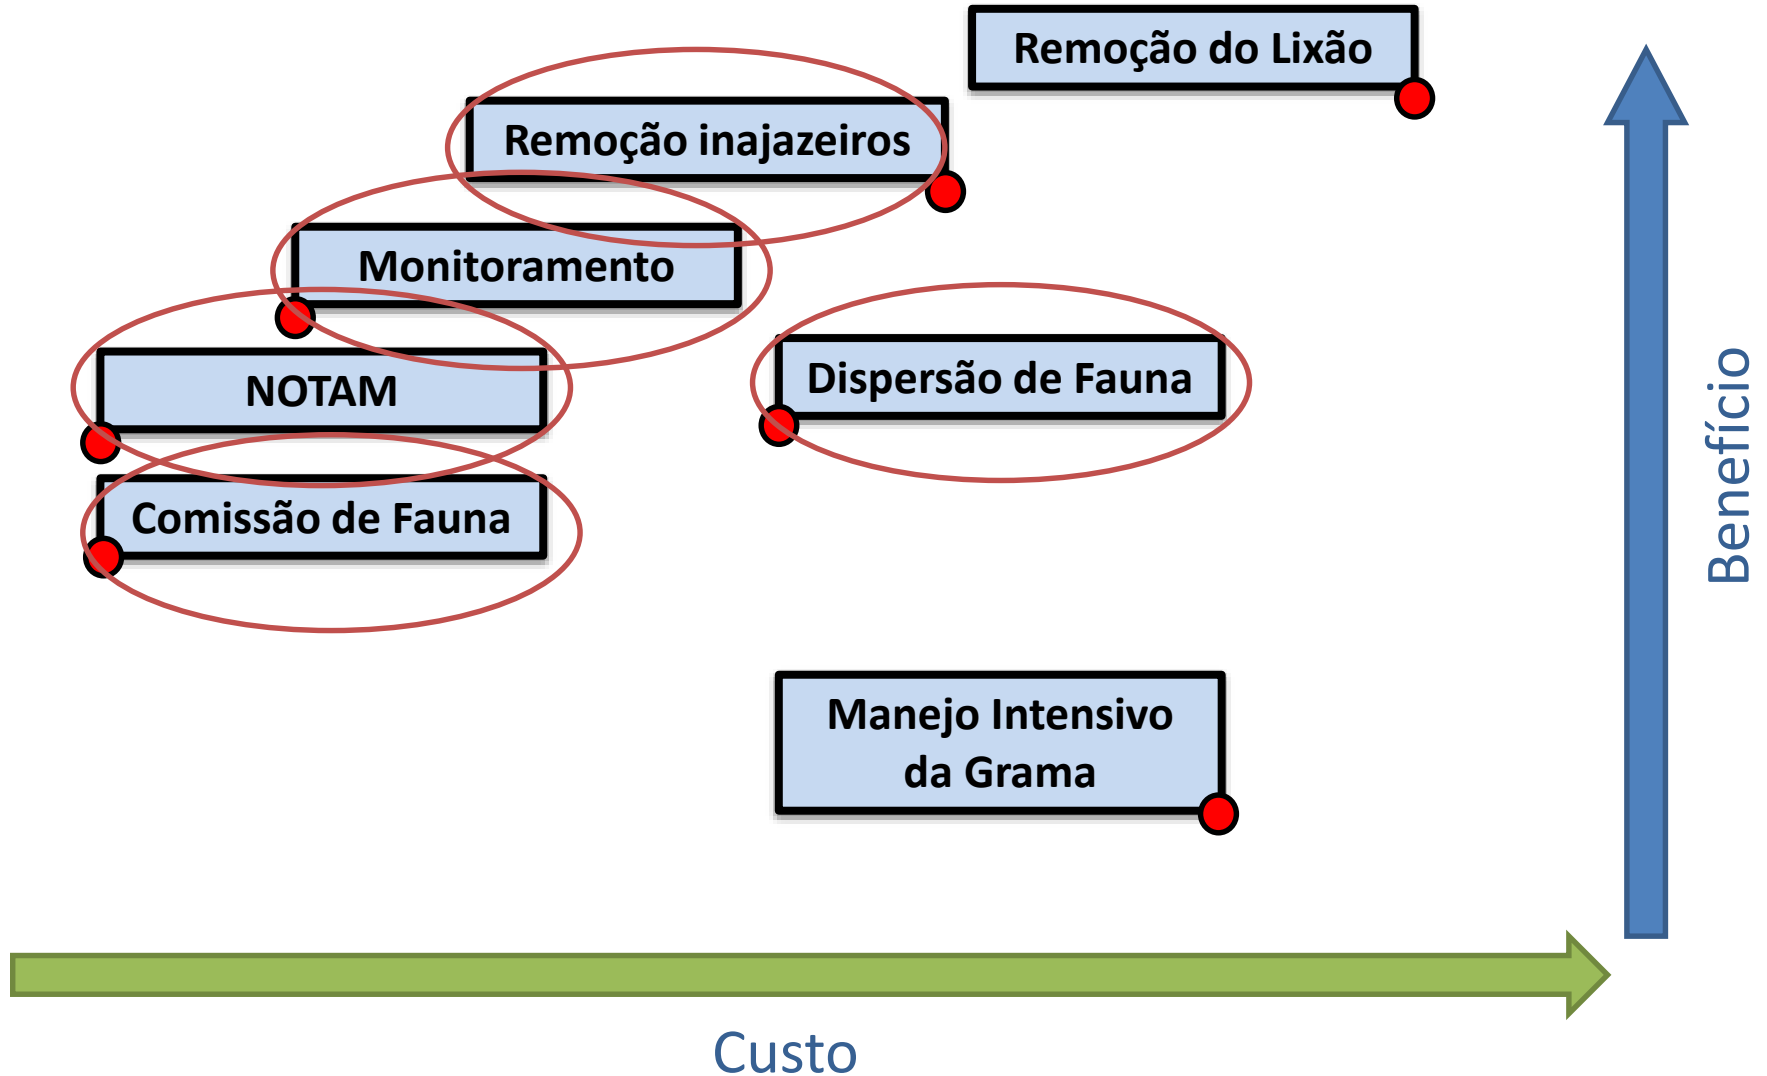 Remoção do Lixão
Remoção inajazeiros
Monitoramento
NOTAM
Dispersão de Fauna
Comissão de Fauna
Manejo Intensivo
da Grama
Benefício
Custo